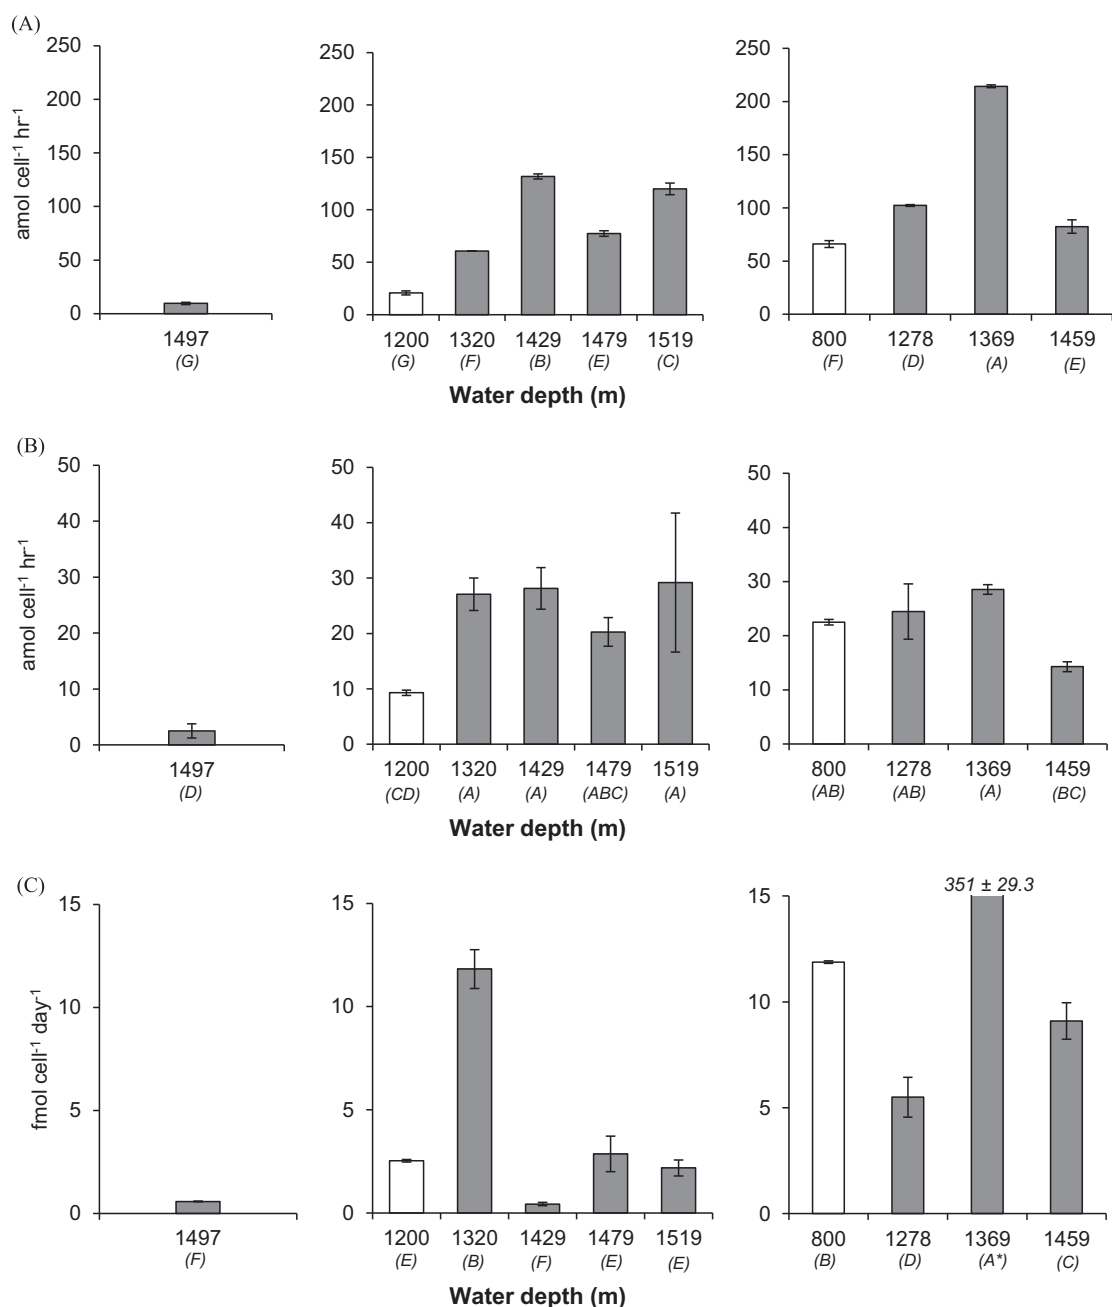 (A)
250
200
150
100
50
0
amol cell-1 hr-1
1497
(G)
250
200
150
100
50
0
1200 1320 1429 1479 1519
(G) (F) (B) (E) (C)
Water depth (m)
250
200
150
100
50
0
800 1278 1369 1459
(F) (D) (A) (E)
(B)
50
40
30
20
10
0
amol cell-1 hr-1
1497
(D)
50
40
30
20
10
0
1200 1320 1429 1479 1519
(CD) (A) (A) (ABC) (A)
Water depth (m)
50
40
30
20
10
0
800 1278 1369 1459
(AB) (AB) (A) (BC)
(C)
15
10
5
0
fmol cell-1 day-1
1497
(F)
15
10
5
0
1200 1320 1429 1479 1519
(E) (B) (F) (E) (E)
Water depth (m)
351 ± 29.3
15
10
5
0
800 1278 1369 1459
(B) (D) (A*) (C)